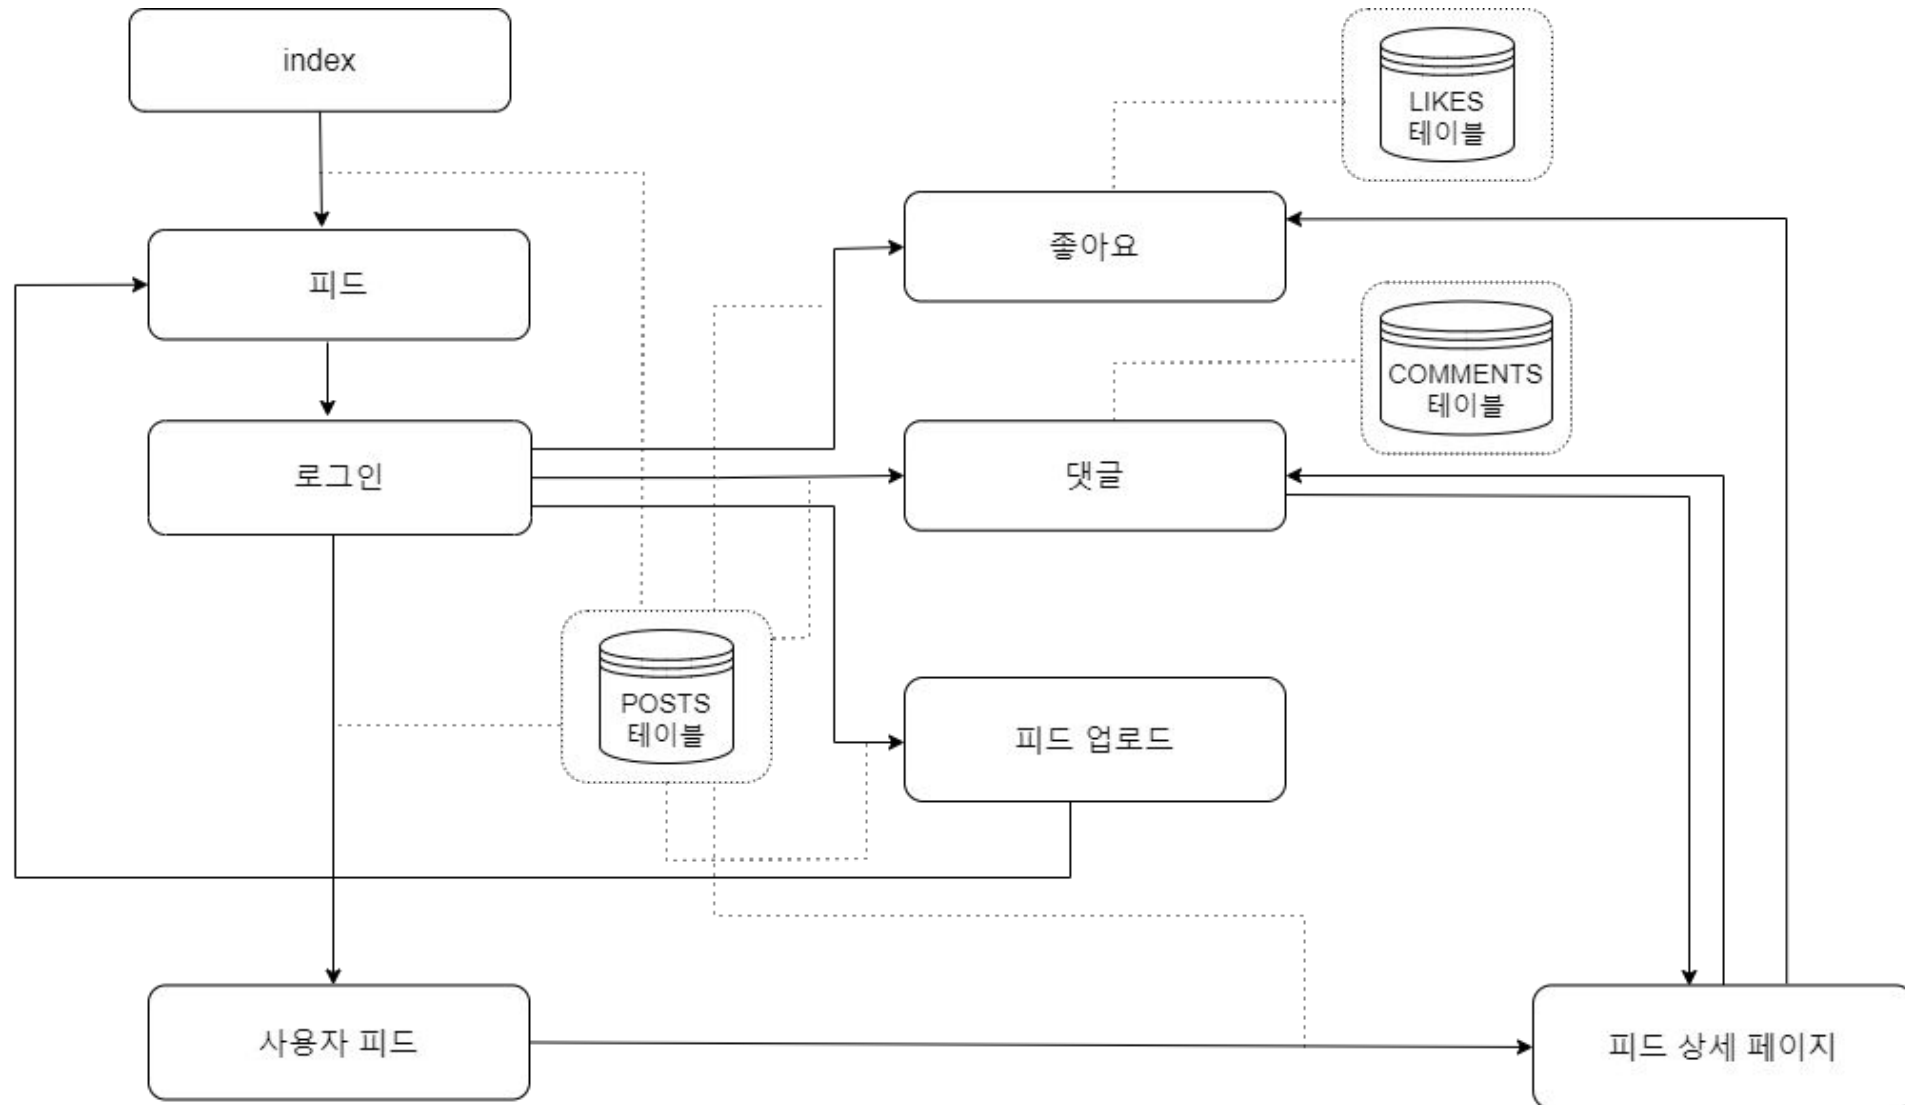 index
LIKES
테이블
좋아요
피드
COMMENTS
테이블
로그인
댓글
POSTS
테이블
피드 업로드
사용자 피드
피드 상세 페이지